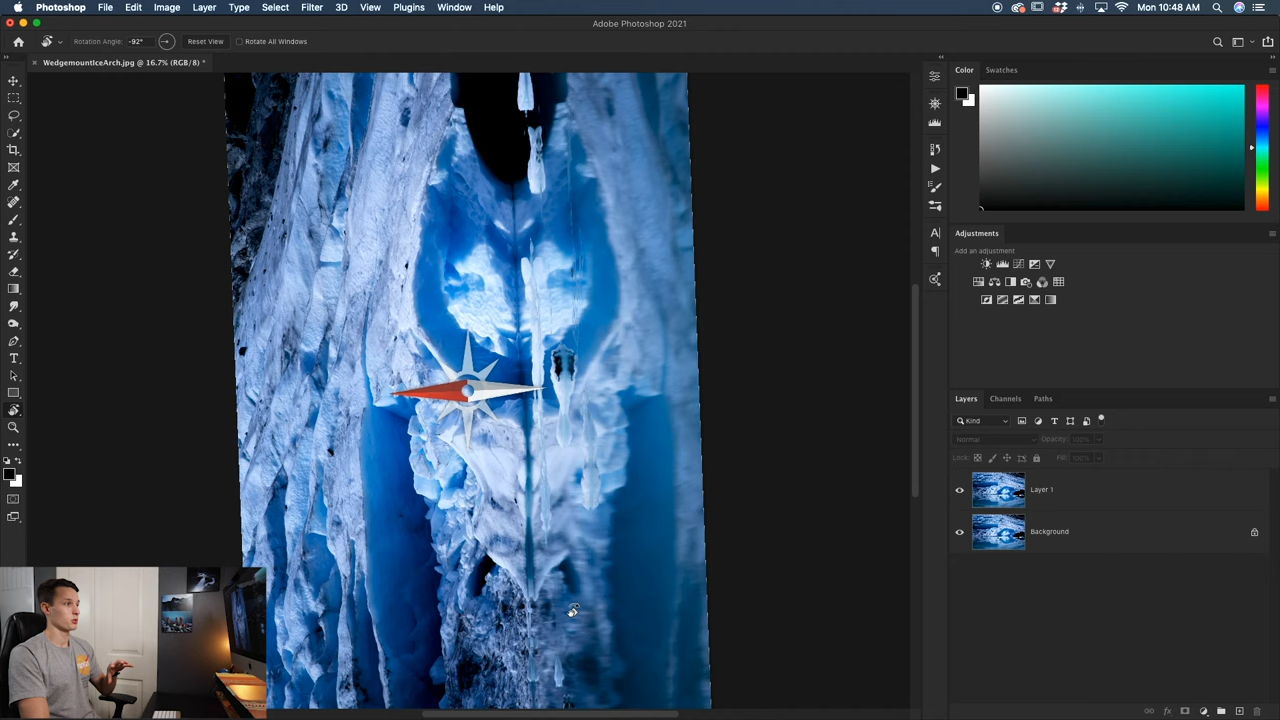 Photoshop File Edit Image Layer Type Select Filter 3D View Plugins Window Help
Mon 10:48 AM
Adobe Photoshop 2021
Rotation Angle: -92° Reset View Rotate All Windows
WedgemountIceArch.jpg @ 16.7% (RGB/8) *
Color Swatches
Adjustments
Add an adjustment
Layers Channels Paths
Kind
Normal Opacity: 100%
Lock: Fill: 100%
Layer 1
Background